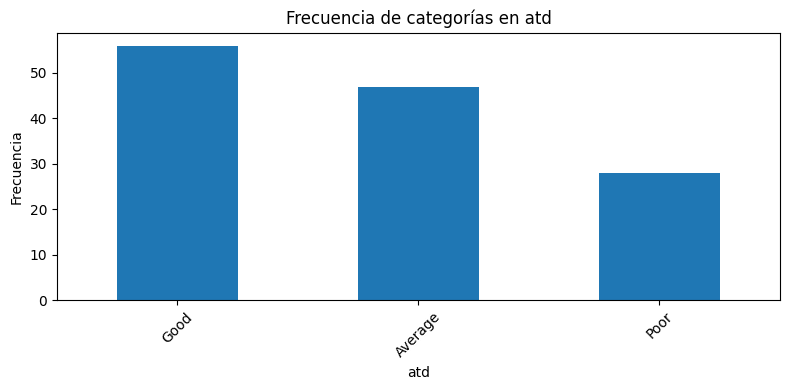 Frecuencia de categorías en atd
Frecuencia
50
40
30
20
10
0
Good
Average
Poor
atd